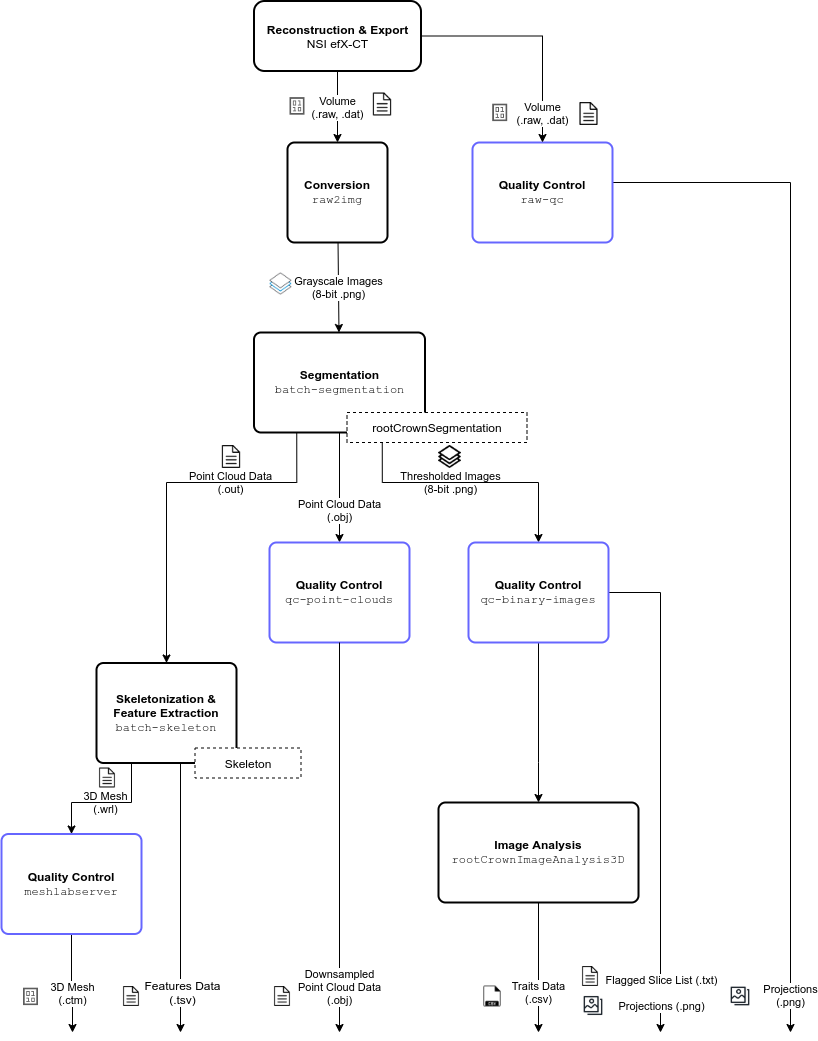 Reconstruction & Export
NSI efX-CT
Volume
(.raw, .dat)
Volume
(.raw, .dat)
Conversion
raw2img
Quality Control
raw-qc
Grayscale Images
(8-bit .png)
Segmentation
batch-segmentation
rootCrownSegmentation
Point Cloud Data
(.out)
Point Cloud Data
(.obj)
Thresholded Images
(8-bit .png)
Quality Control
qc-point-clouds
Quality Control
qc-binary-images
Skeletonization &
Feature Extraction
batch-skeleton
Skeleton
3D Mesh
(.wrl)
Quality Control
meshlabserver
Image Analysis
rootCrownImageAnalysis3D
3D Mesh
(.ctm)
Features Data
(.tsv)
Downsampled
Point Cloud Data
(.obj)
Traits Data
(.csv)
Flagged Slice List (.txt)
Projections (.png)
Projections
(.png)